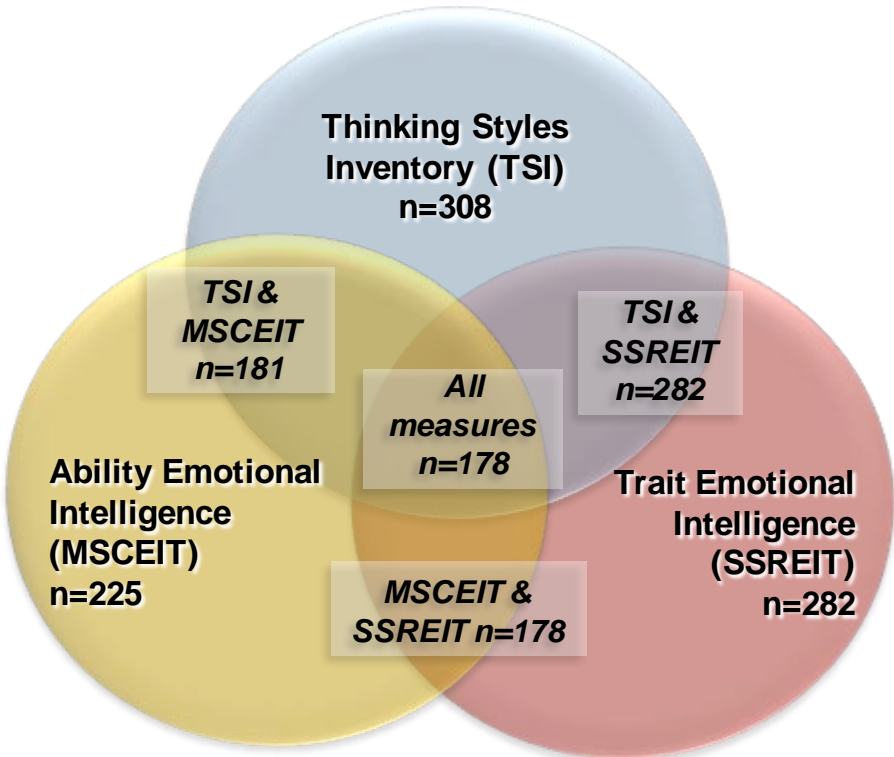 Thinking Styles
Inventory (TSI)
n=308
TSI &
MSCEIT
n=181
TSI &
SSREIT
n=282
All
measures
n=178
Ability Emotional
Intelligence
(MSCEIT)
n=225
Trait Emotional
Intelligence
(SSREIT)
n=282
MSCEIT &
SSREIT n=178